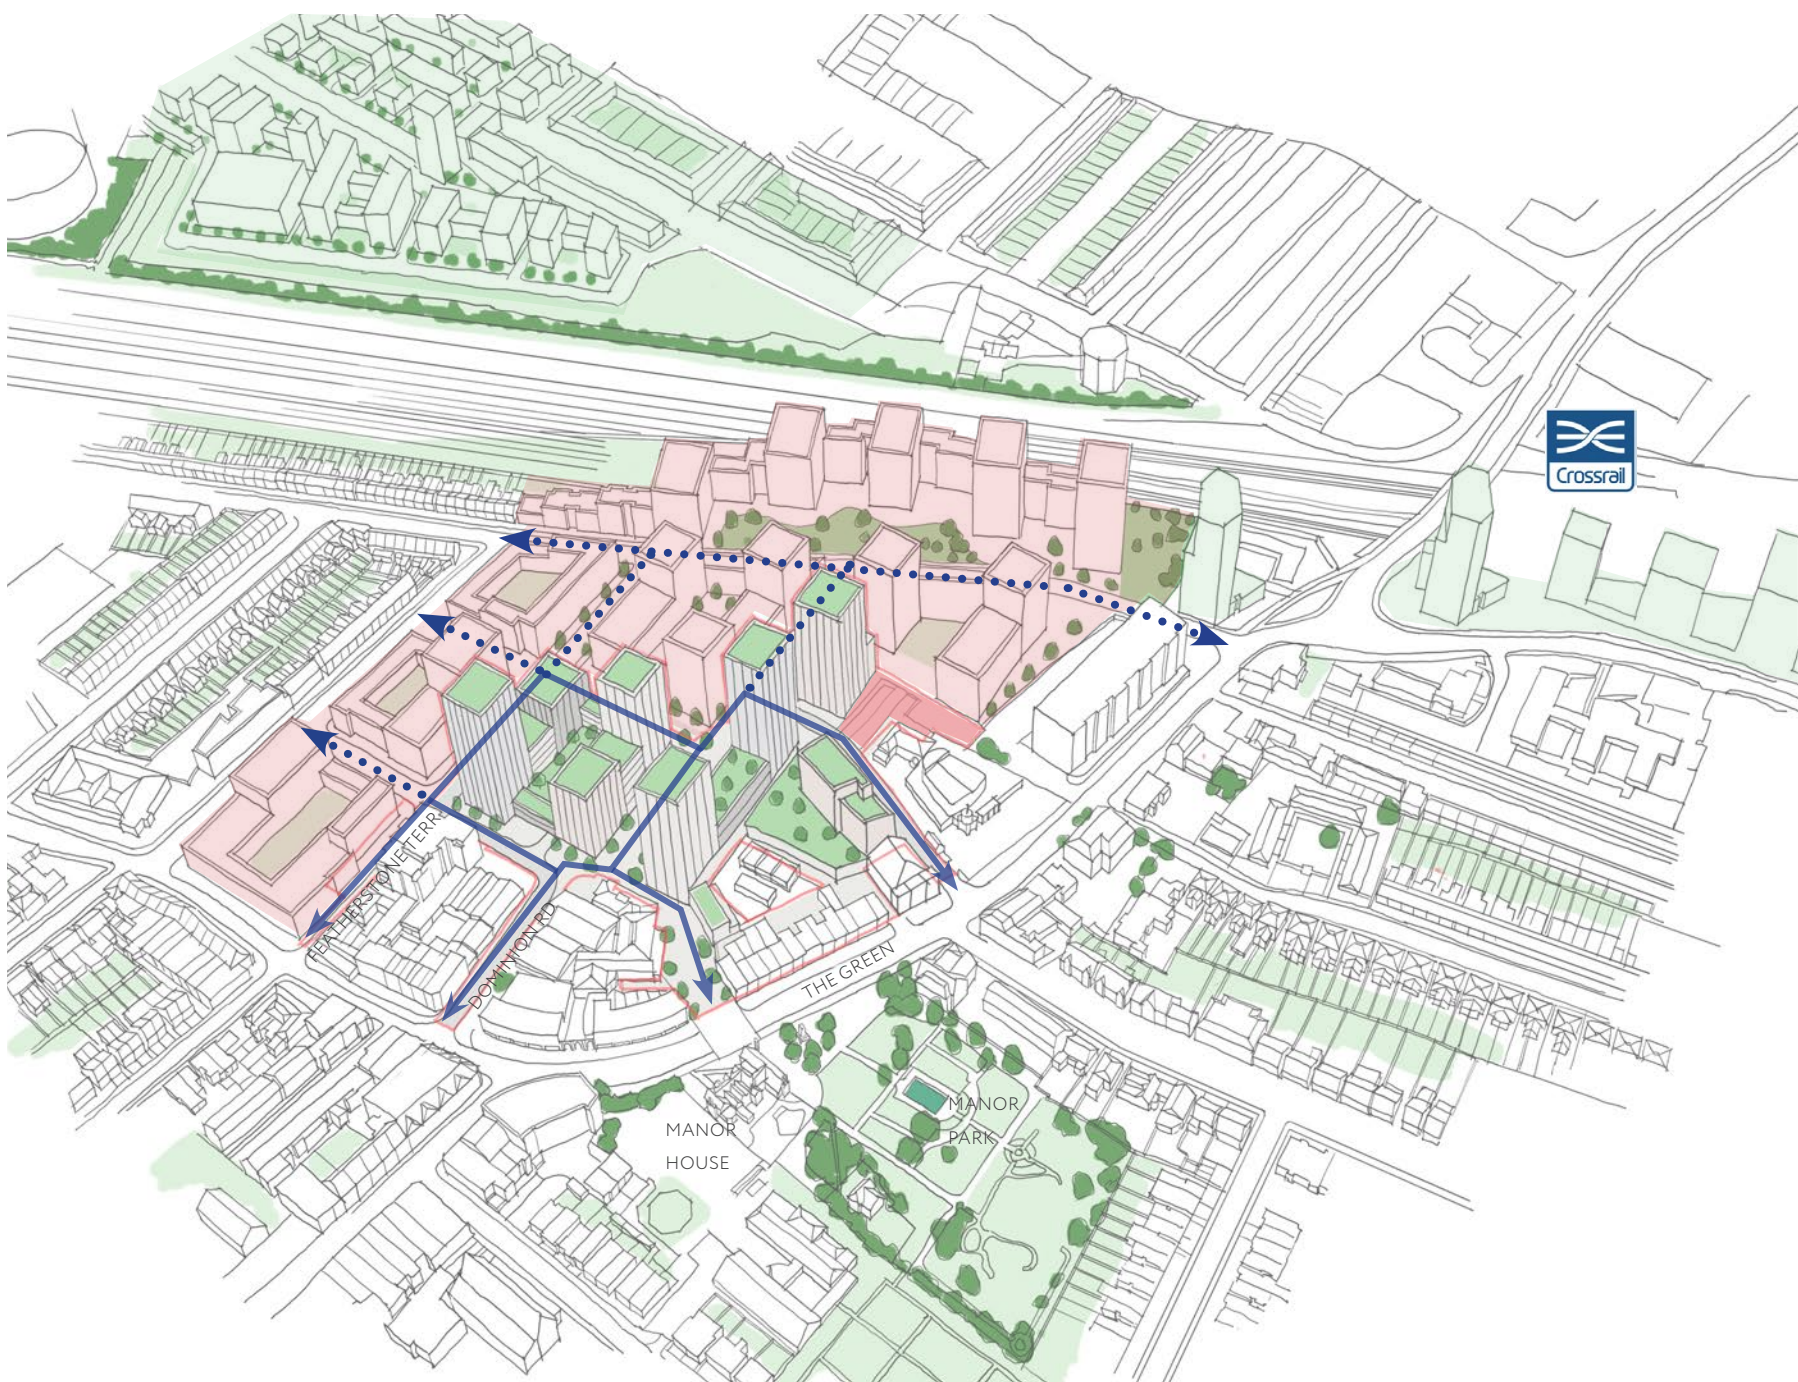 Crossrail
FEATHERSTONE TERR
DOMINION RD
THE GREEN
MANOR
PARK
MANOR
HOUSE